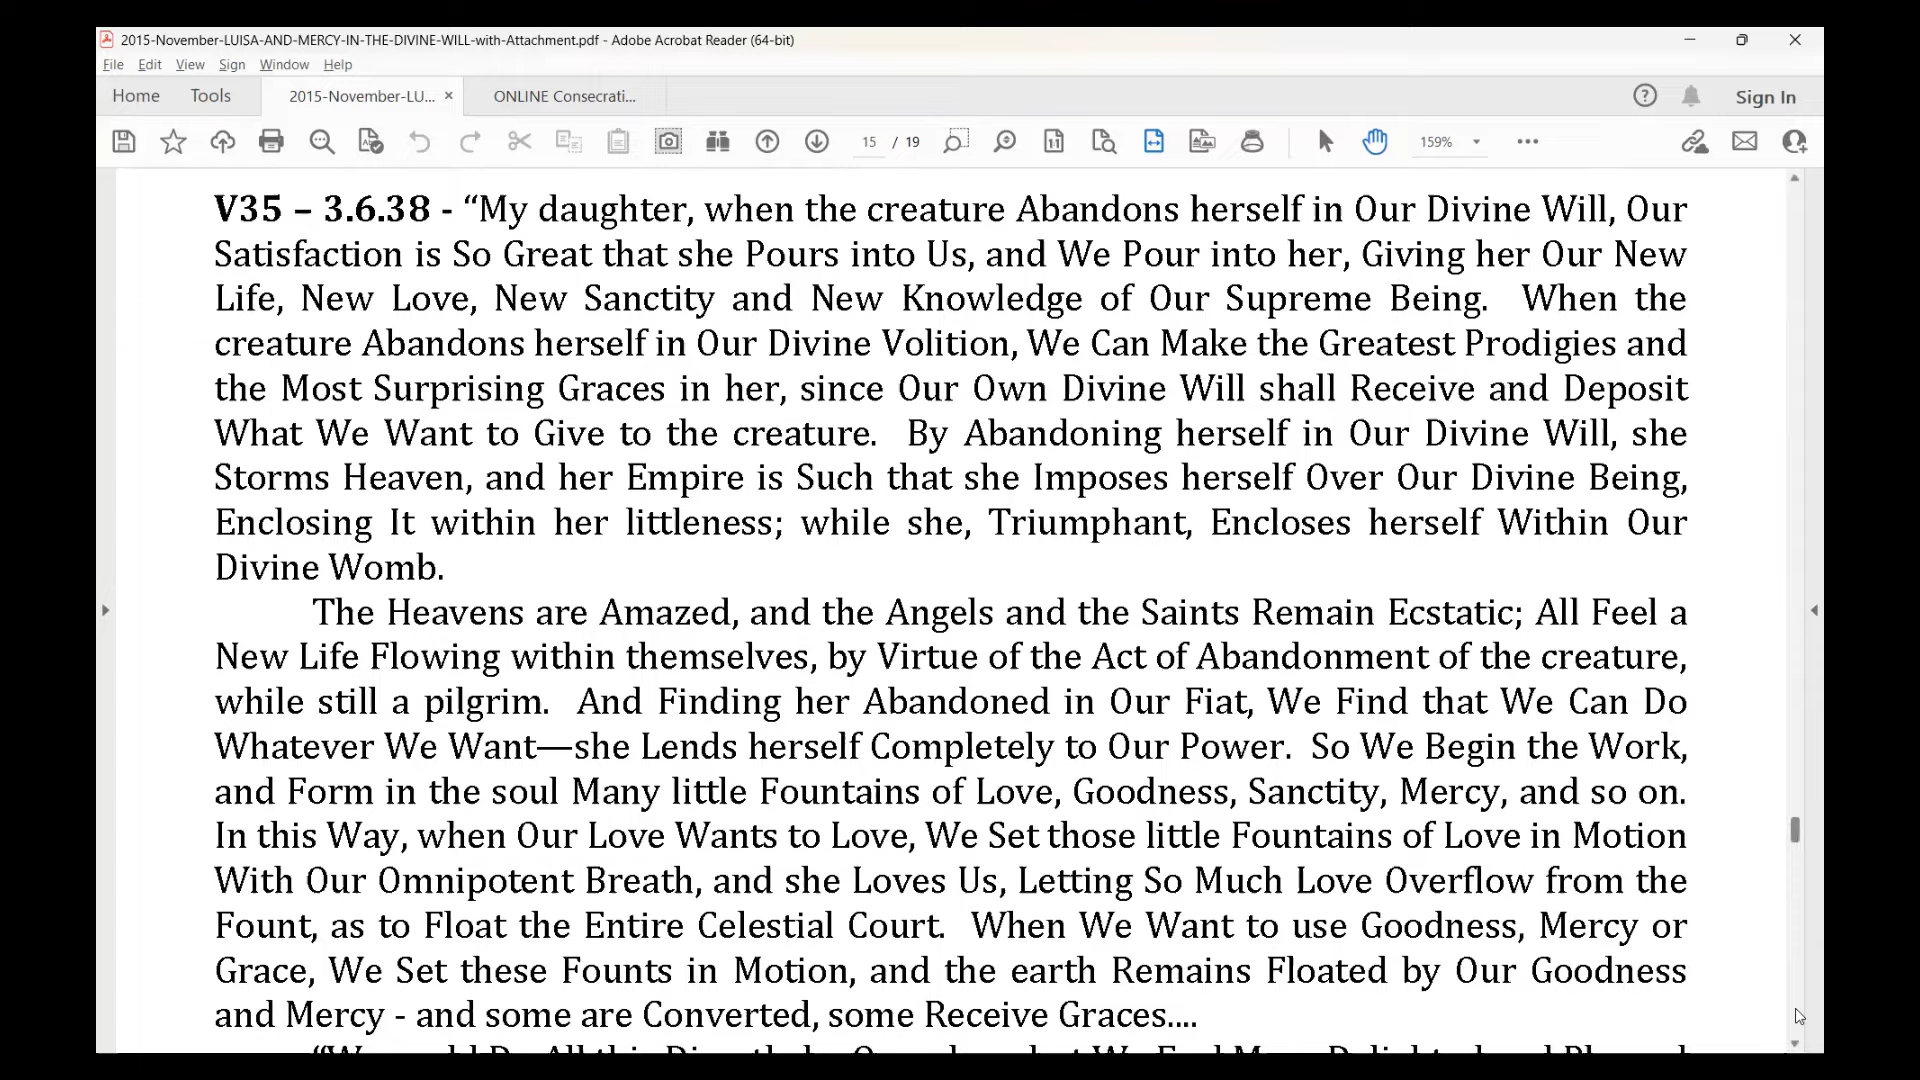 2015-November-LUISA-AND-MERCY-IN-THE-DIVINE-WILL-with-Attachment.pdf - Adobe Acrobat Reader (64-bit)
File Edit View Sign Window Help
Home Tools 2015-November-LU... × ONLINE Consecrati... Sign In
15 / 19 159%
V35 – 3.6.38 - “My daughter, when the creature Abandons herself in Our Divine Will, Our
Satisfaction is So Great that she Pours into Us, and We Pour into her, Giving her Our New
Life, New Love, New Sanctity and New Knowledge of Our Supreme Being. When the
creature Abandons herself in Our Divine Volition, We Can Make the Greatest Prodigies and
the Most Surprising Graces in her, since Our Own Divine Will shall Receive and Deposit
What We Want to Give to the creature. By Abandoning herself in Our Divine Will, she
Storms Heaven, and her Empire is Such that she Imposes herself Over Our Divine Being,
Enclosing It within her littleness; while she, Triumphant, Encloses herself Within Our
Divine Womb.
The Heavens are Amazed, and the Angels and the Saints Remain Ecstatic; All Feel a
New Life Flowing within themselves, by Virtue of the Act of Abandonment of the creature,
while still a pilgrim. And Finding her Abandoned in Our Fiat, We Find that We Can Do
Whatever We Want—she Lends herself Completely to Our Power. So We Begin the Work,
and Form in the soul Many little Fountains of Love, Goodness, Sanctity, Mercy, and so on.
In this Way, when Our Love Wants to Love, We Set those little Fountains of Love in Motion
With Our Omnipotent Breath, and she Loves Us, Letting So Much Love Overflow from the
Fount, as to Float the Entire Celestial Court. When We Want to use Goodness, Mercy or
Grace, We Set these Founts in Motion, and the earth Remains Floated by Our Goodness
and Mercy - and some are Converted, some Receive Graces....